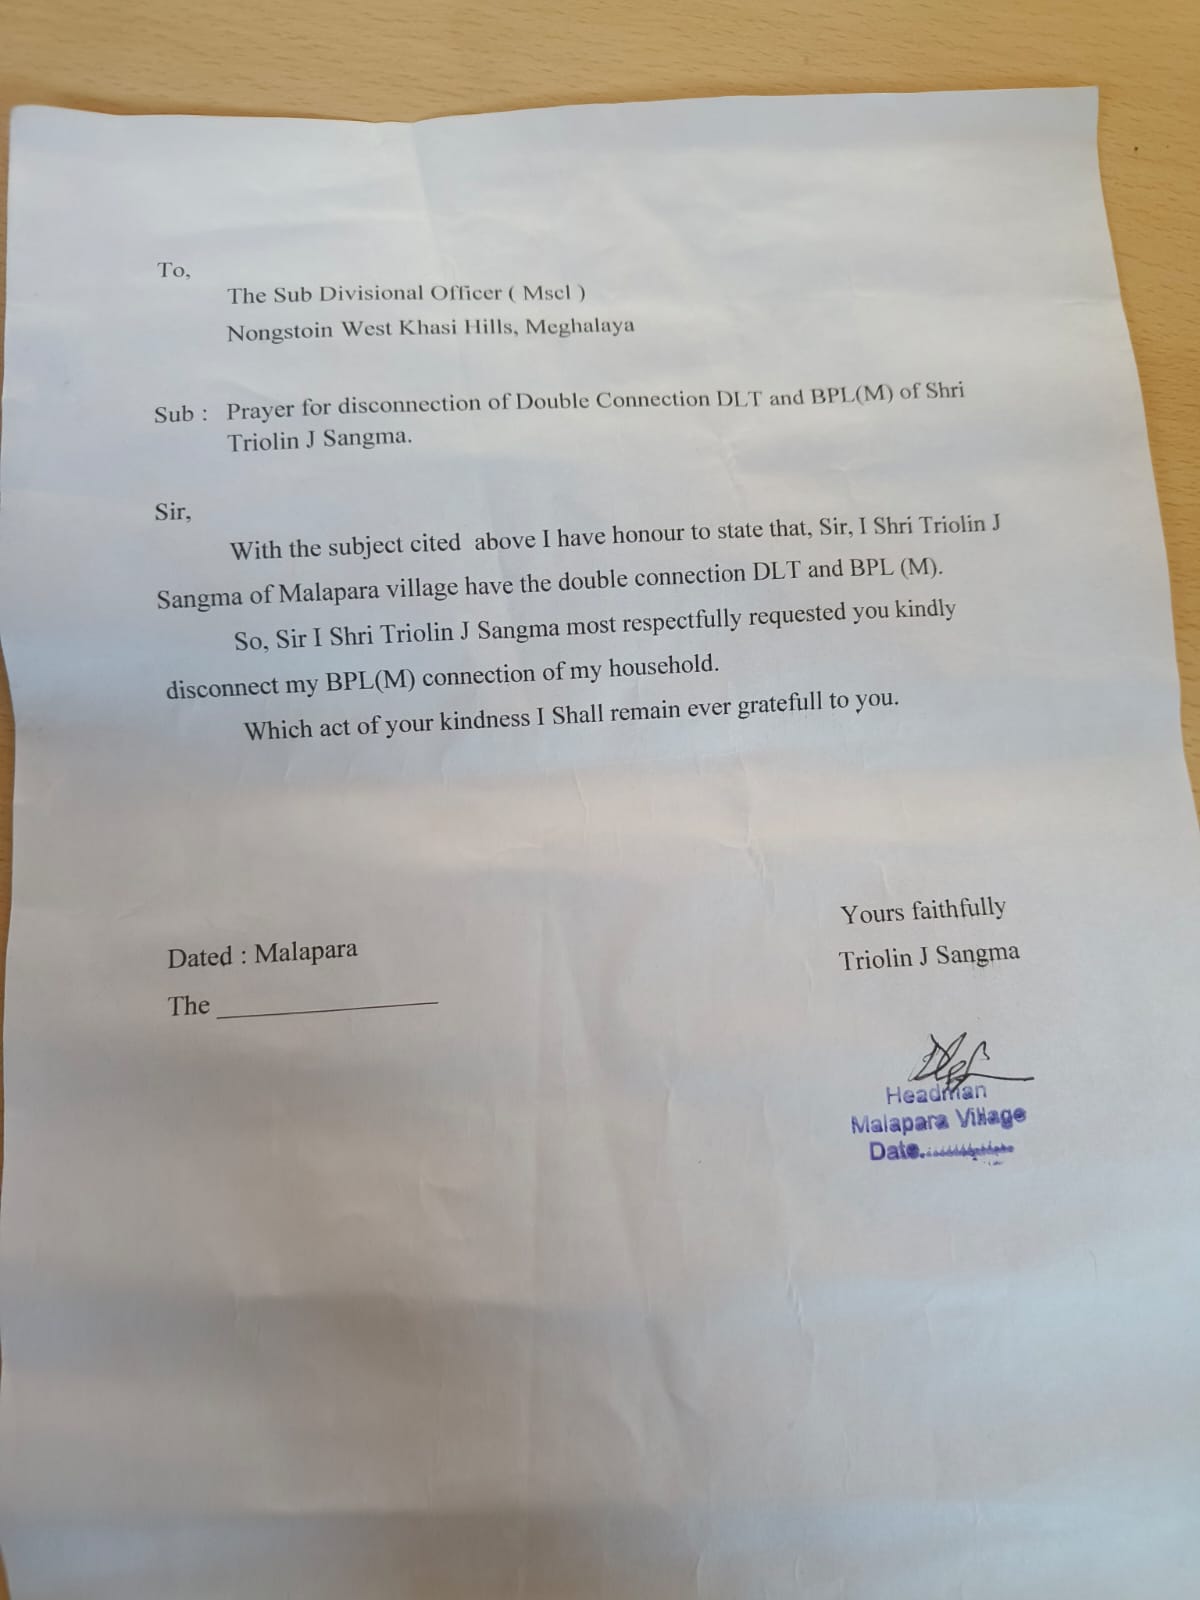 To,
The Sub Divisional Officer ( Mscl )
Nongstoin West Khasi Hills, Meghalaya
Sub : Prayer for disconnection of Double Connection DLT and BPL(M) of Shri
Triolin J Sangma.
Sir,
With the subject cited above I have honour to state that, Sir, I Shri Triolin J
Sangma of Malapara village have the double connection DLT and BPL (M).
So, Sir I Shri Triolin J Sangma most respectfully requested you kindly
disconnect my BPL(M) connection of my household.
Which act of your kindness I Shall remain ever gratefull to you.
Yours faithfully
Dated : Malapara
Triolin J Sangma
The
Headman
Malapara Village
Date.